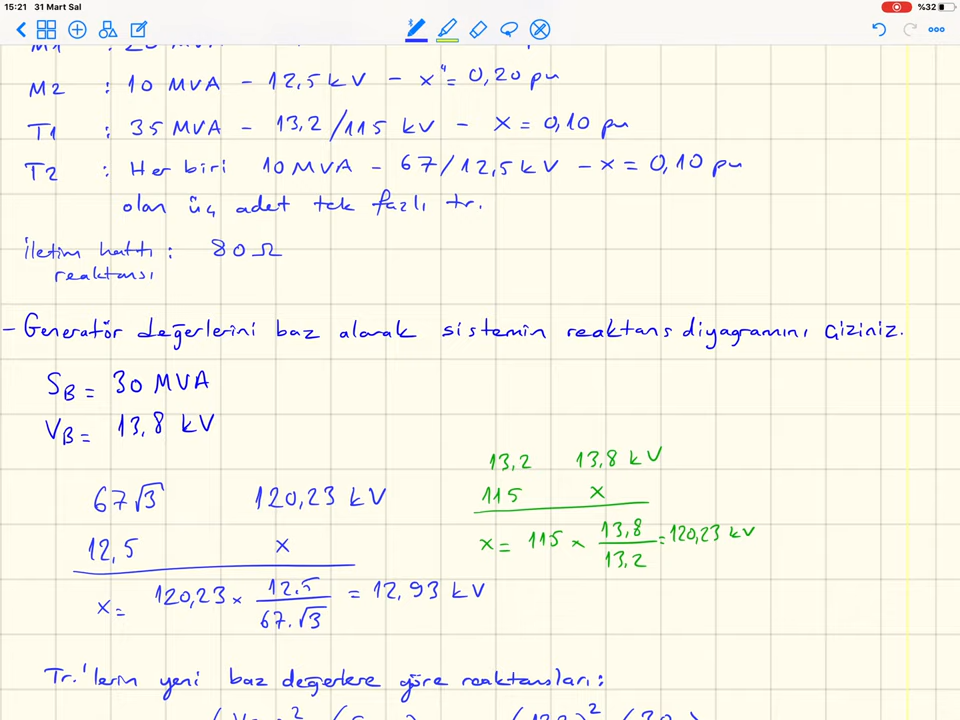 15:21 31 Mart Sal %32
M2 : 10 MVA - 12,5 kV - x" = 0,20 pu
T1 : 35 MVA - 13,2/115 kV - x = 0,10 pu
T2 : Her biri 10 MVA - 67/12,5 kV - x = 0,10 pu
olan üç adet tek fazlı tr.
İletim hattı : 80 Ω
reaktansı
- Generatör değerlerini baz alarak sistemin reaktans diyagramını çiziniz.
S_B = 30 MVA
V_B = 13,8 kV
13,2 13,8 kV
115 x
x = 115 x 13,8/13,2 = 120,23 kV
67√3 120,23 kV
12,5 x
x = 120,23 x 12.5/67.√3 = 12,93 kV
Tr.'lerin yeni baz değerlere göre reaktansları: